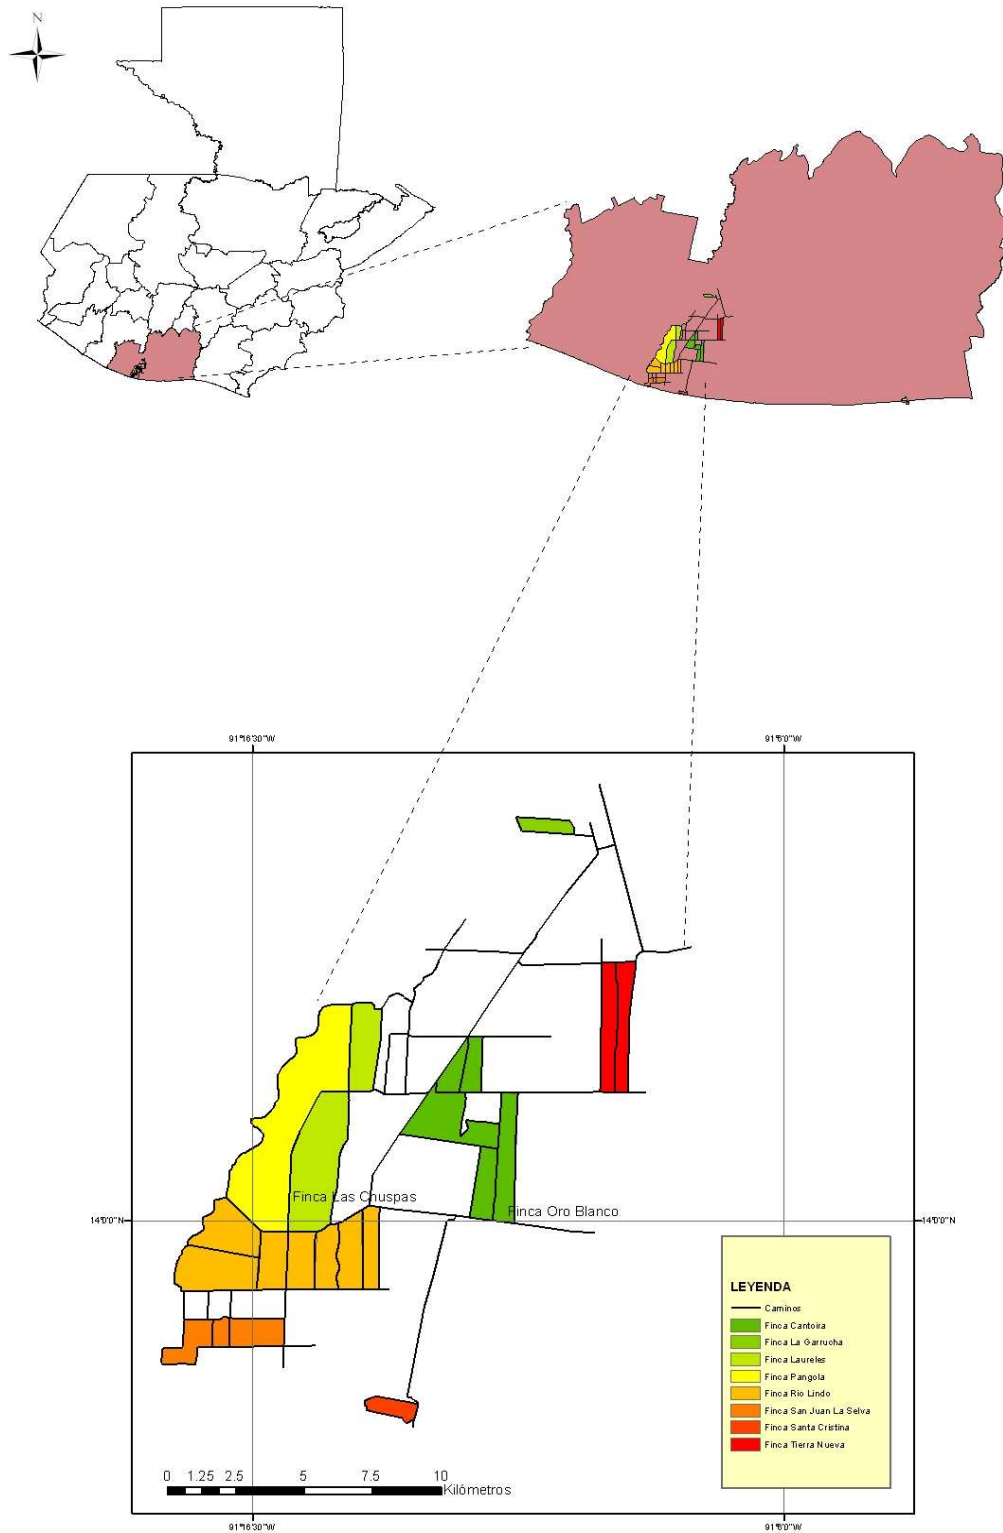 N
91°16'30"W 91°6'0"W
Finca Las Chuspas
Finca Oro Blanco
14°0'0"N 14°0'0"N
LEYENDA
Caminos
Finca Cantoira
Finca La Garrucha
Finca Laureles
Finca Pangola
Finca Rio Lindo
Finca San Juan La Selva
Finca Santa Cristina
Finca Tierra Nueva
0 1.25 2.5 5 7.5 10
Kilómetros
91°16'30"W 91°6'0"W